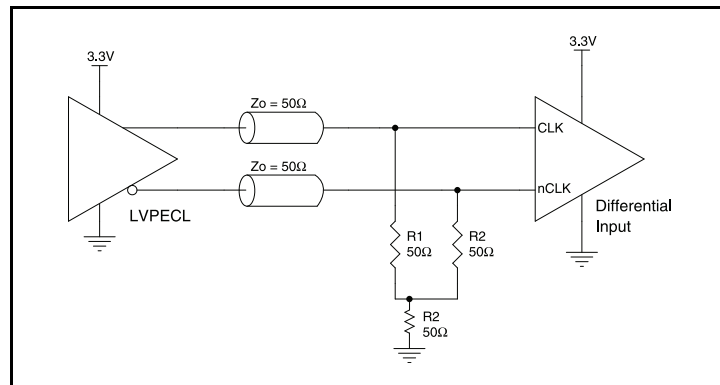 3.3V
3.3V
Zo = 50Ω
CLK
Zo = 50Ω
nCLK
LVPECL
Differential
Input
R1
50Ω
R2
50Ω
R2
50Ω